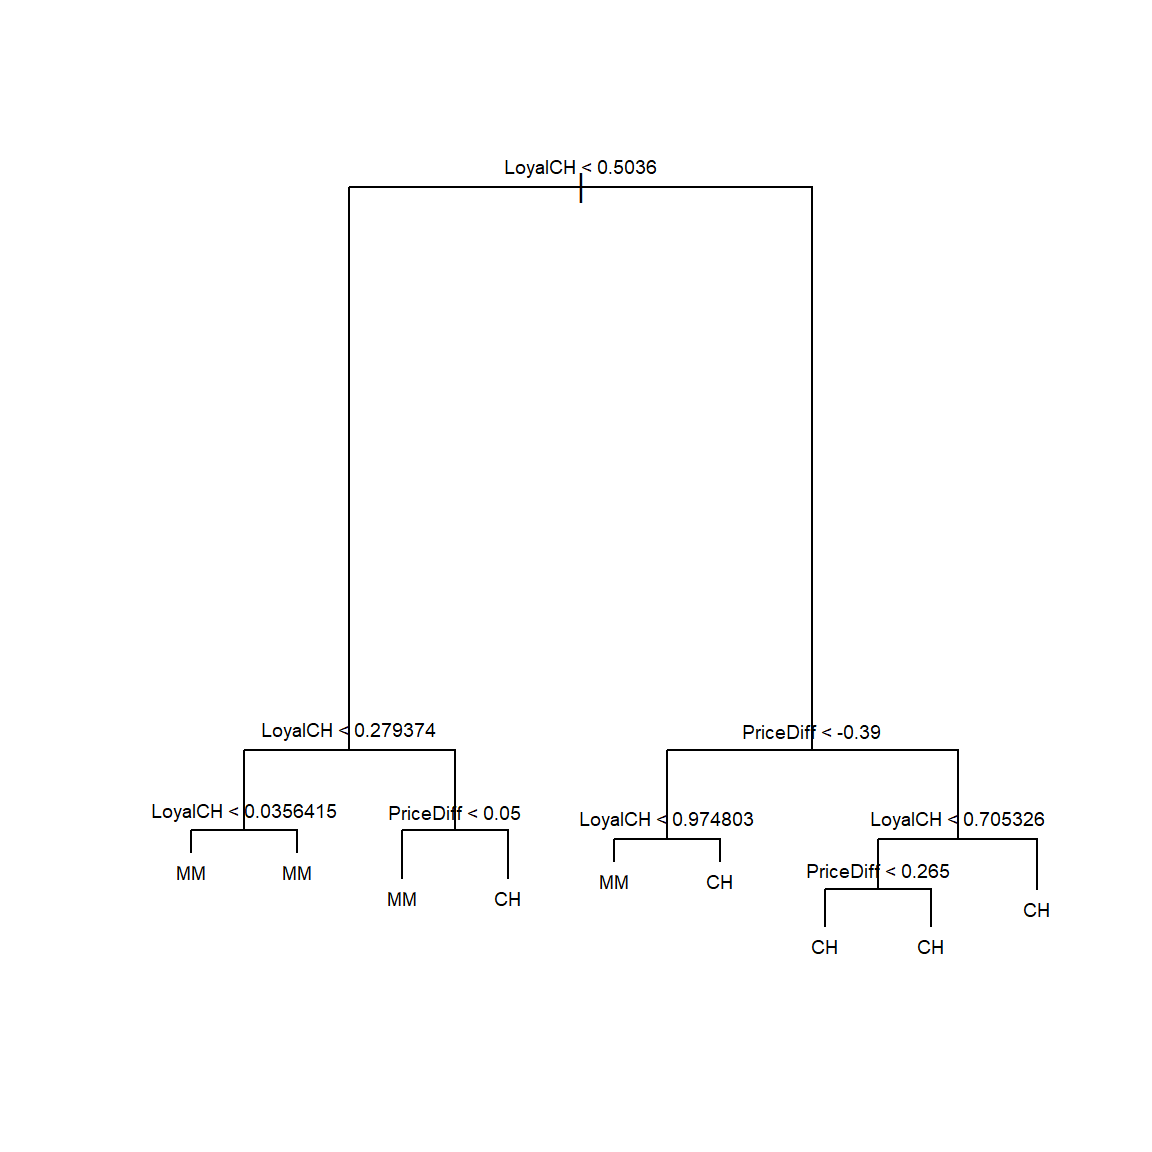 LoyalCH < 0.5036
LoyalCH < 0.279374
PriceDiff < -0.39
LoyalCH < 0.0356415
PriceDiff < 0.05
LoyalCH < 0.974803
LoyalCH < 0.705326
MM
MM
MM
CH
MM
CH
PriceDiff < 0.265
CH
CH
CH